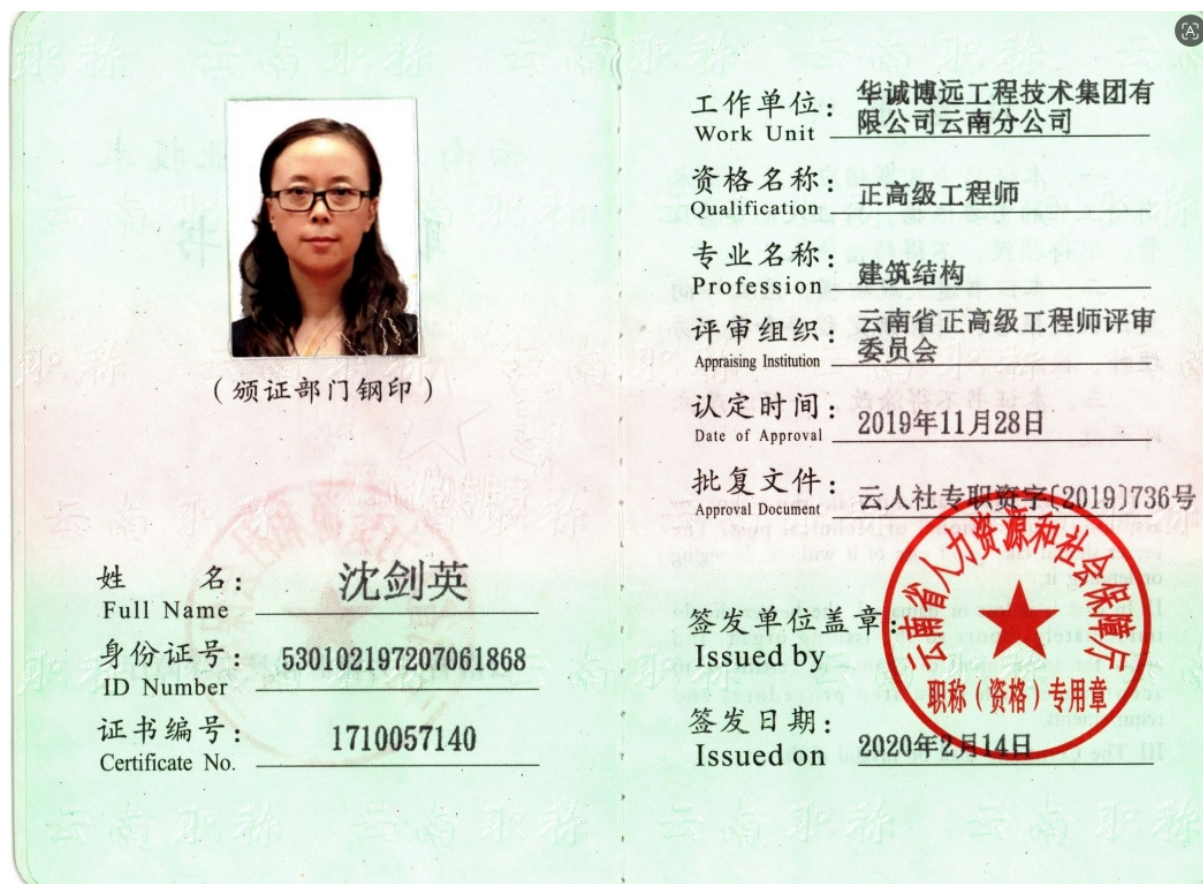 (颁证部门钢印)
姓 名:
沈剑英
Full Name
身份证号:
530102197207061868
ID Number
证书编号:
1710057140
Certificate No.
工作单位:
华诚博远工程技术集团有
Work Unit
限公司云南分公司
资格名称:
正高级工程师
Qualification
专业名称:
建筑结构
Profession
评审组织:
云南省正高级工程师评审
Appraising Institution
委员会
认定时间:
2019年11月28日
Date of Approval
批复文件:
云人社专职资字[2019]736号
Approval Document
签发单位盖章:
Issued by
云南省人力资源和社会保障厅
职称(资格)专用章
签发日期:
2020年2月14日
Issued on
云南职称